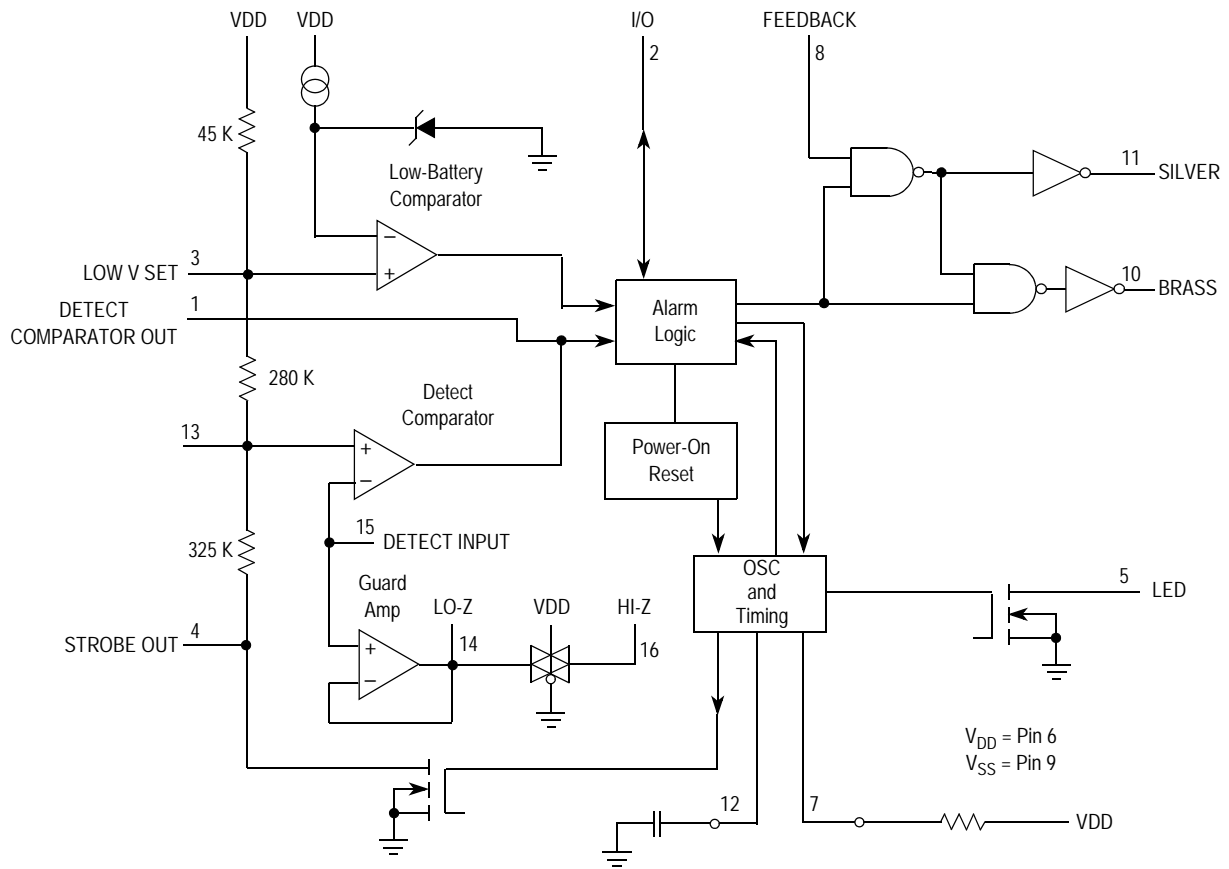 VDD
VDD
I/O
FEEDBACK
2
8
45 K
Low-Battery
Comparator
11
SILVER
−
+
3
LOW V SET
10
BRASS
1
DETECT
COMPARATOR OUT
Alarm
Logic
280 K
Detect
Comparator
13
+
−
Power-On
Reset
15
DETECT INPUT
325 K
OSC
and
Timing
Guard
Amp
LO-Z
VDD
HI-Z
5
LED
4
STROBE OUT
14
16
+
−
VDD = Pin 6
VSS = Pin 9
12
7
VDD